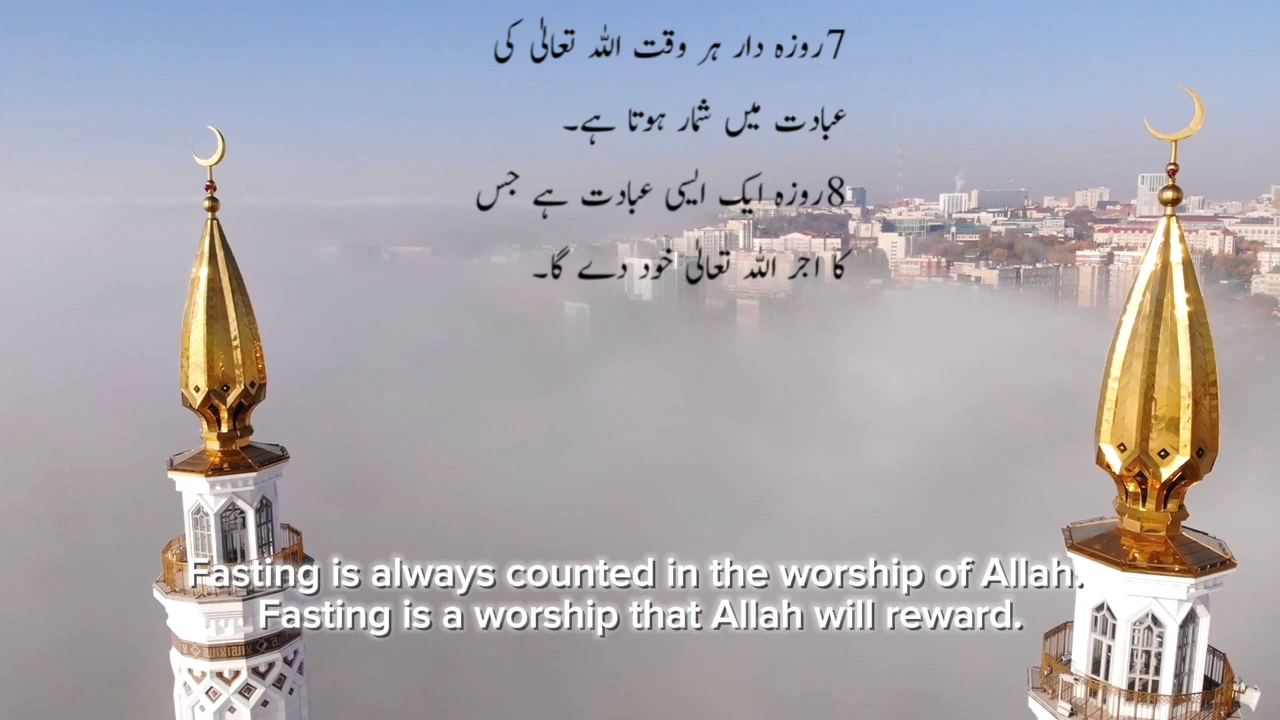 7روزہ دار ہر وقت اللہ تعالیٰ کی
عبادت میں شمار ہوتا ہے۔
8روزہ ایک ایسی عبادت ہے جس
کا اجر اللہ تعالیٰ خود دے گا۔
Fasting is always counted in the worship of Allah.
Fasting is a worship that Allah will reward.